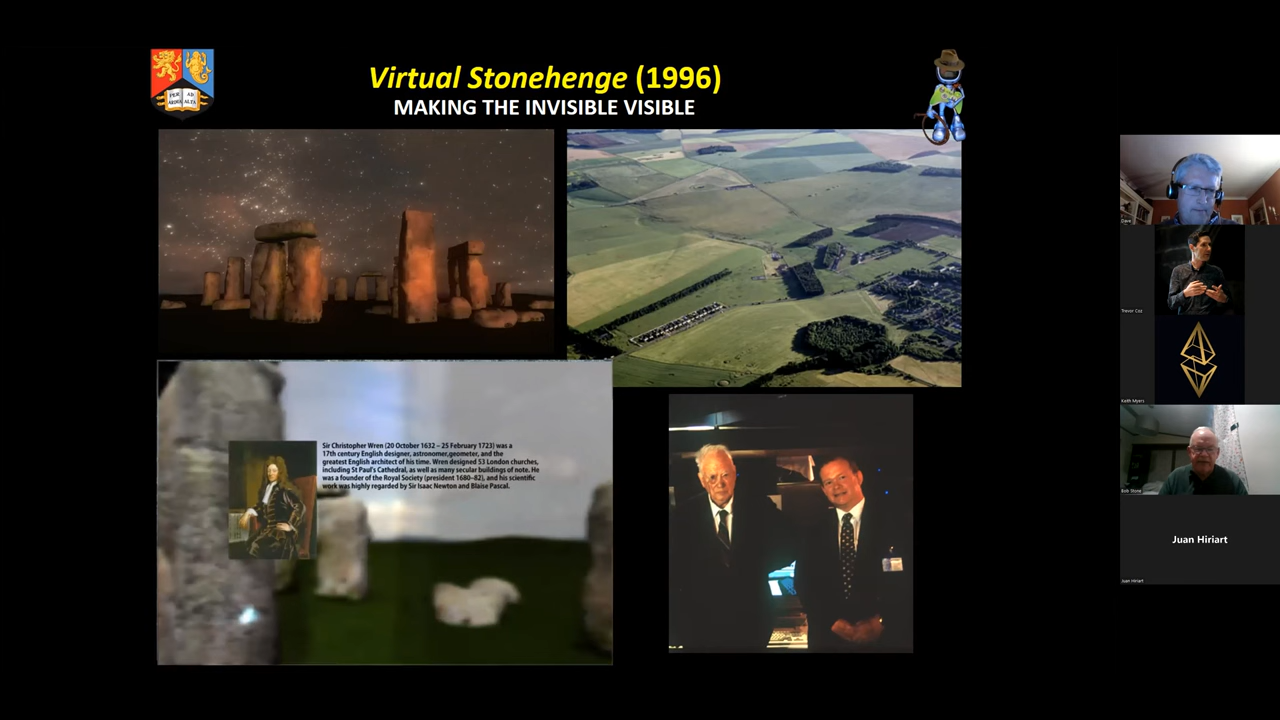 Virtual Stonehenge (1996)
MAKING THE INVISIBLE VISIBLE
PER AD
ARDUA ALTA
Sir Christopher Wren (20 October 1632 – 25 February 1723) was a
17th century English designer, astronomer,geometer, and the
greatest English architect of his time. Wren designed 53 London churches,
including St Paul's Cathedral, as well as many secular buildings of note. He
was a founder of the Royal Society (president 1680–82), and his scientific
work was highly regarded by Sir Isaac Newton and Blaise Pascal.
Dave
Trevor Coz
Keith Myers
Bob Stone
Juan Hiriart
Juan Hiriart